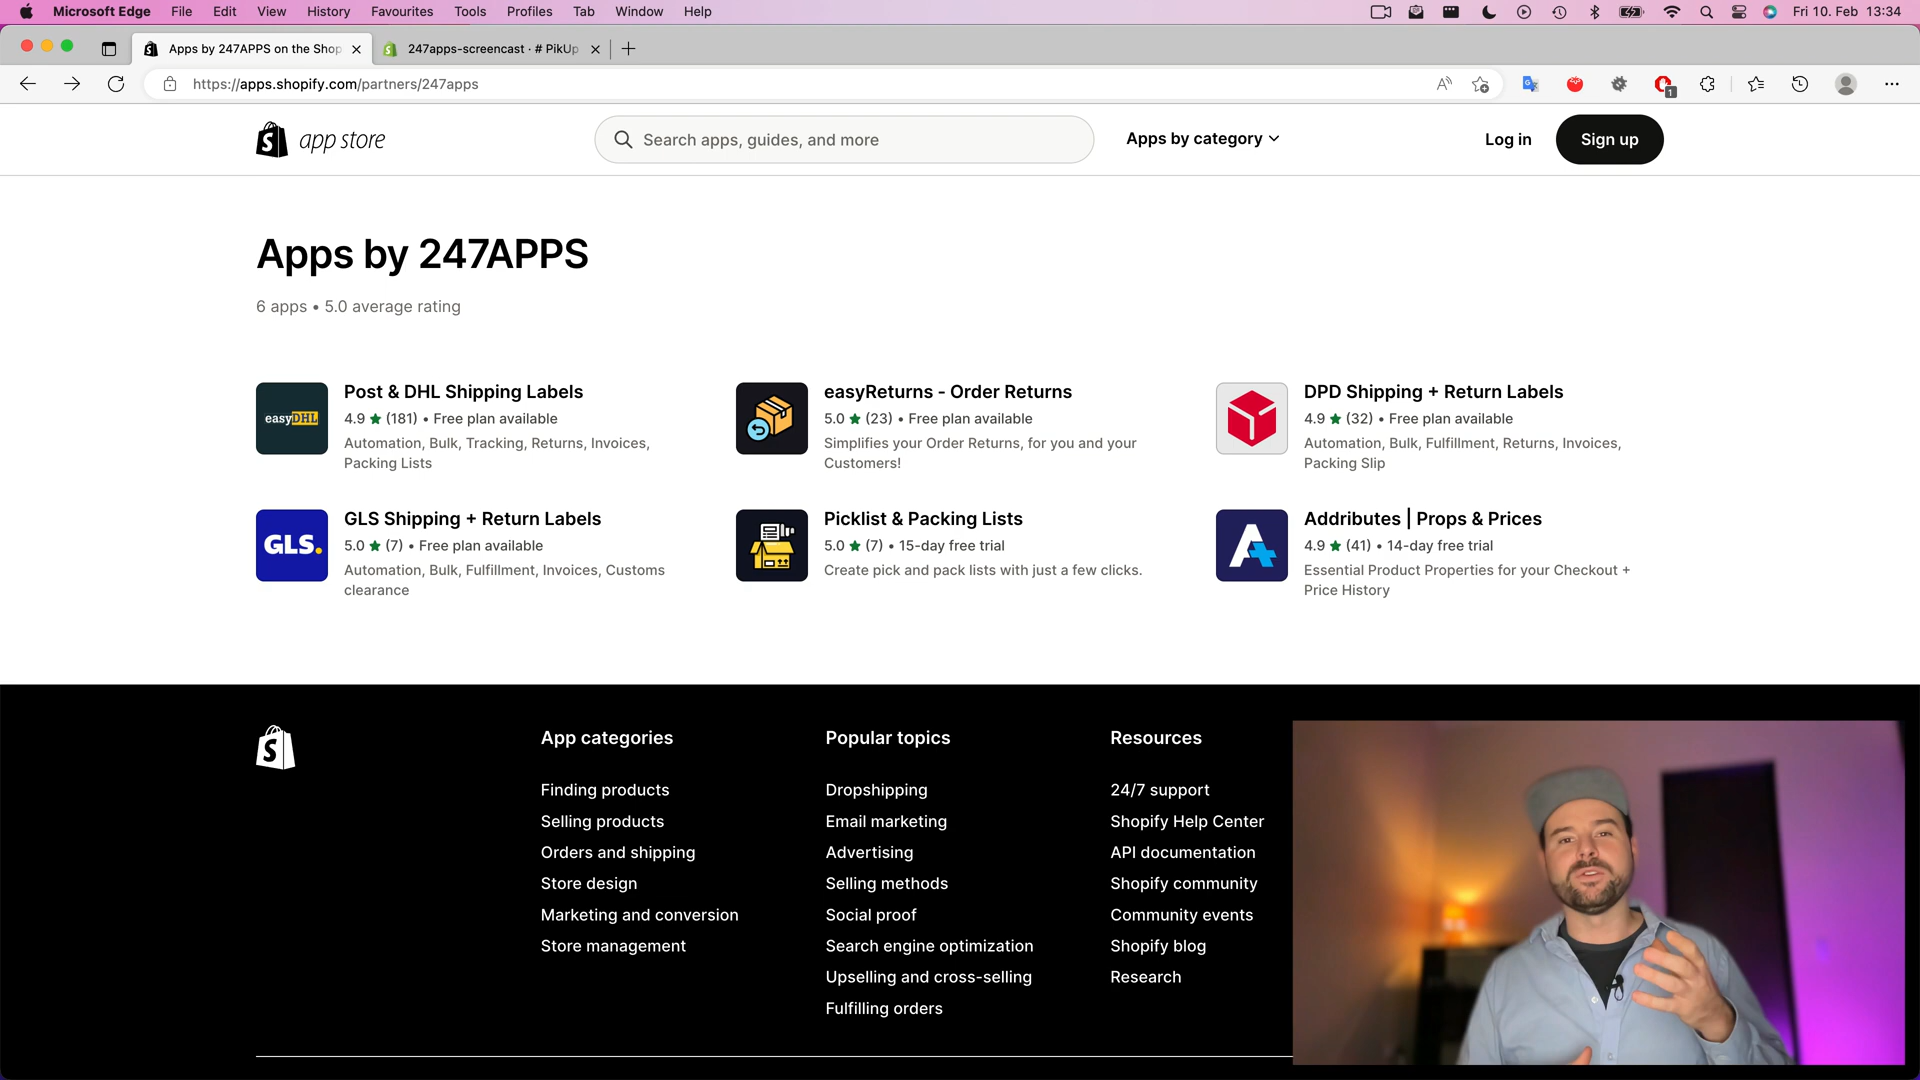 Microsoft Edge File Edit View History Favourites Tools Profiles Tab Window Help Fri 10. Feb 13:34
Apps by 247APPS on the Shop 247apps-screencast · # PikUp
https://apps.shopify.com/partners/247apps
1
app store
Search apps, guides, and more
Apps by category
Log in
Sign up
Apps by 247APPS
6 apps • 5.0 average rating
easyDHL
Post & DHL Shipping Labels
4.9 ★ (181) • Free plan available
Automation, Bulk, Tracking, Returns, Invoices,
Packing Lists
easyReturns - Order Returns
5.0 ★ (23) • Free plan available
Simplifies your Order Returns, for you and your
Customers!
DPD Shipping + Return Labels
4.9 ★ (32) • Free plan available
Automation, Bulk, Fulfillment, Returns, Invoices,
Packing Slip
GLS.
GLS Shipping + Return Labels
5.0 ★ (7) • Free plan available
Automation, Bulk, Fulfillment, Invoices, Customs
clearance
Picklist & Packing Lists
5.0 ★ (7) • 15-day free trial
Create pick and pack lists with just a few clicks.
Addributes | Props & Prices
4.9 ★ (41) • 14-day free trial
Essential Product Properties for your Checkout +
Price History
App categories
Finding products
Selling products
Orders and shipping
Store design
Marketing and conversion
Store management
Popular topics
Dropshipping
Email marketing
Advertising
Selling methods
Social proof
Search engine optimization
Upselling and cross-selling
Fulfilling orders
Resources
24/7 support
Shopify Help Center
API documentation
Shopify community
Community events
Shopify blog
Research